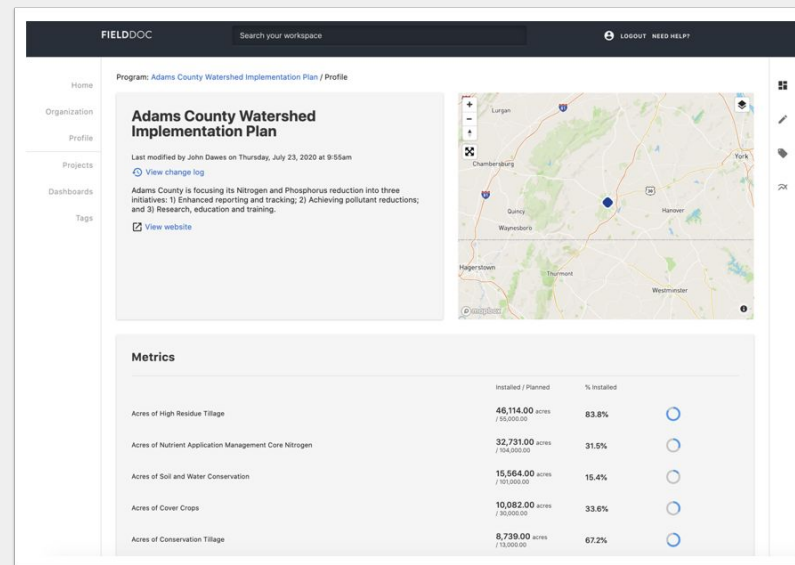 FIELDDOC
Search your workspace
LOGOUT NEED HELP?
Home
Organization
Profile
Projects
Dashboards
Tags
Program: Adams County Watershed Implementation Plan / Profile
Adams County Watershed
Implementation Plan
Last modified by John Dawes on Thursday, July 23, 2020 at 9:55am
View change log
Adams County is focusing its Nitrogen and Phosphorus reduction into three
initiatives: 1) Enhanced reporting and tracking; 2) Achieving pollutant reductions;
and 3) Research, education and training.
View website
Lurgan
Chambersburg
York
Quincy
Hanover
Waynesboro
Hagerstown
Thurmont
Westminster
mapbox
Metrics
Installed / Planned % Installed
Acres of High Residue Tillage 46,114.00 acres 83.8%
/ 55,000.00
Acres of Nutrient Application Management Core Nitrogen 32,731.00 acres 31.5%
/ 104,000.00
Acres of Soil and Water Conservation 15,564.00 acres 15.4%
/ 101,000.00
Acres of Cover Crops 10,082.00 acres 33.6%
/ 30,000.00
Acres of Conservation Tillage 8,739.00 acres 67.2%
/ 13,000.00